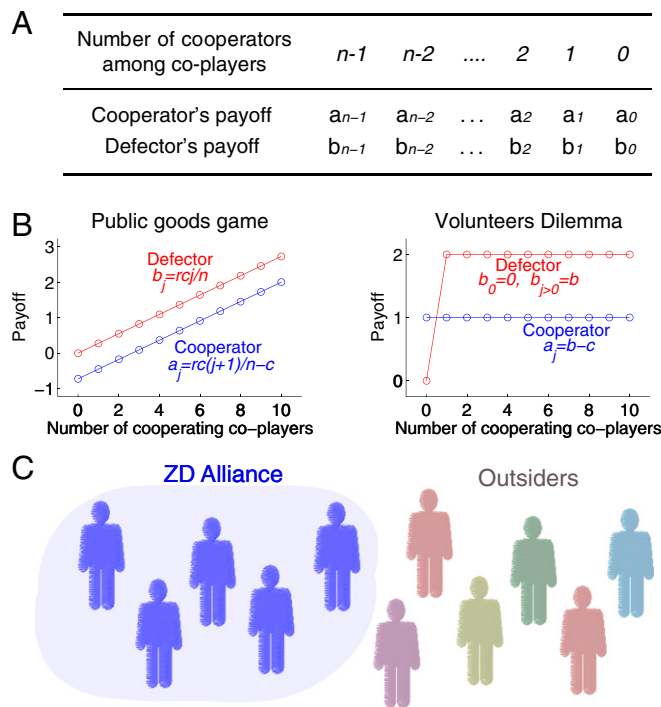 A
Number of cooperators among co-players n-1 n-2 .... 2 1 0
Cooperator's payoff a_{n-1} a_{n-2} ... a_2 a_1 a_0
Defector's payoff b_{n-1} b_{n-2} ... b_2 b_1 b_0
B
Public goods game
Payoff
3
2
1
0
−1
Defector
b_j=rcj/n
Cooperator
a_j=rc(j+1)/n−c
0 2 4 6 8 10
Number of cooperating co−players
Volunteers Dilemma
Payoff
2
1
0
Defector
b_0=0, b_{j>0}=b
Cooperator
a_j=b−c
0 2 4 6 8 10
Number of cooperating co−players
C
ZD Alliance
Outsiders